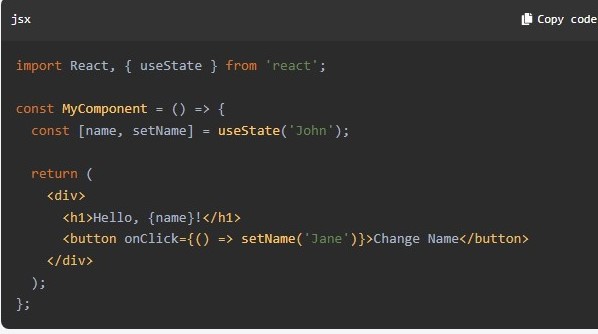 jsx
Copy code
import React, { useState } from 'react';
const MyComponent = () => {
const [name, setName] = useState('John');
return (
<div>
<h1>Hello, {name}!</h1>
<button onClick={() => setName('Jane')}>Change Name</button>
</div>
);
};